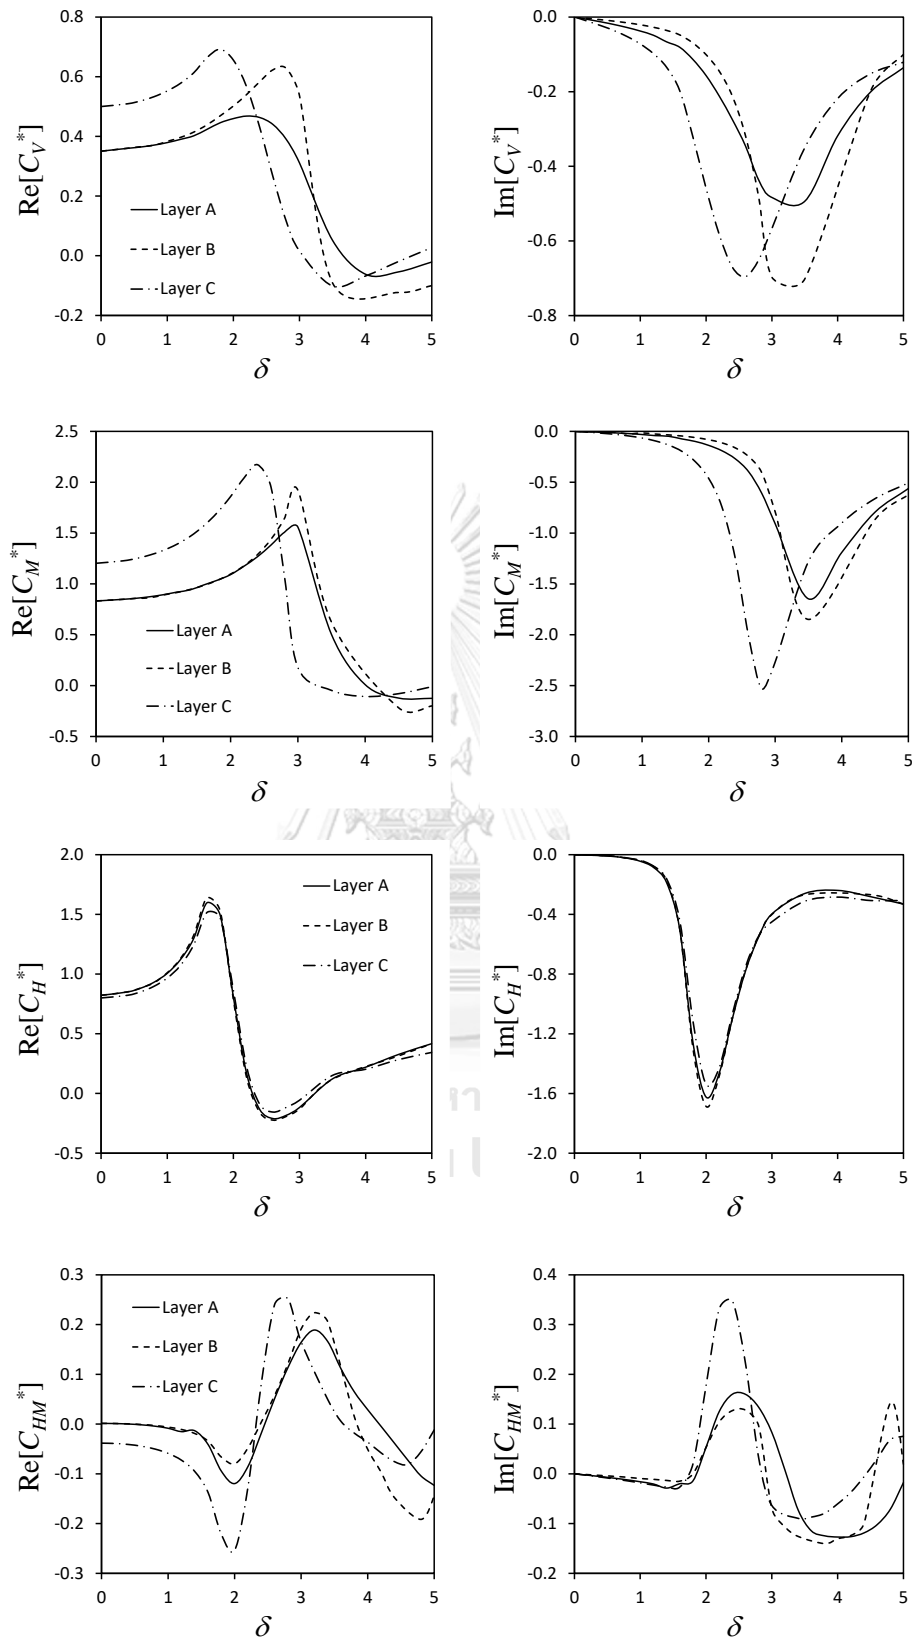 0.8
0.6
0.4
0.2
0.0
-0.2
Re[C_V*]
Layer A
Layer B
Layer C
0 1 2 3 4 5
δ
0.0
-0.2
-0.4
-0.6
-0.8
Im[C_V*]
0 1 2 3 4 5
δ
2.5
2.0
1.5
1.0
0.5
0.0
-0.5
Re[C_M*]
Layer A
Layer B
Layer C
0 1 2 3 4 5
δ
0.0
-0.5
-1.0
-1.5
-2.0
-2.5
-3.0
Im[C_M*]
0 1 2 3 4 5
δ
2.0
1.5
1.0
0.5
0.0
-0.5
Re[C_H*]
Layer A
Layer B
Layer C
0 1 2 3 4 5
δ
0.0
-0.4
-0.8
-1.2
-1.6
-2.0
Im[C_H*]
0 1 2 3 4 5
δ
0.3
0.2
0.1
0.0
-0.1
-0.2
-0.3
Re[C_HM*]
Layer A
Layer B
Layer C
0 1 2 3 4 5
δ
0.4
0.3
0.2
0.1
0.0
-0.1
-0.2
Im[C_HM*]
0 1 2 3 4 5
δ